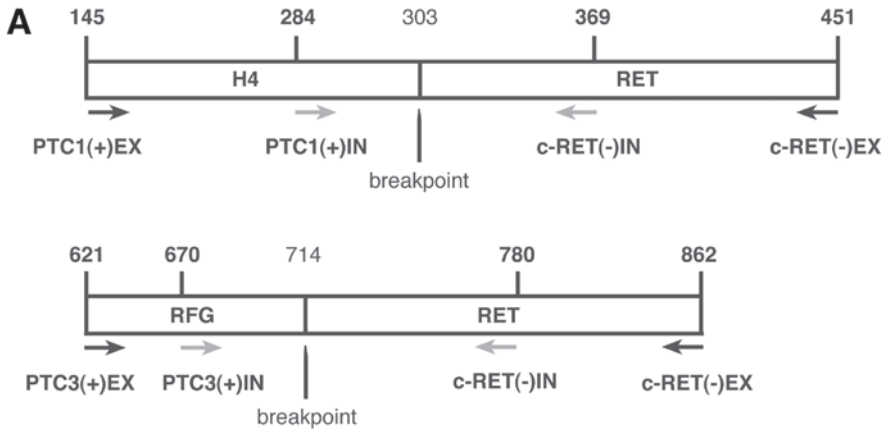 A
145 284 303 369 451
H4 RET
PTC1(+)EX PTC1(+)IN c-RET(-)IN c-RET(-)EX
breakpoint
621 670 714 780 862
RFG RET
PTC3(+)EX PTC3(+)IN c-RET(-)IN c-RET(-)EX
breakpoint